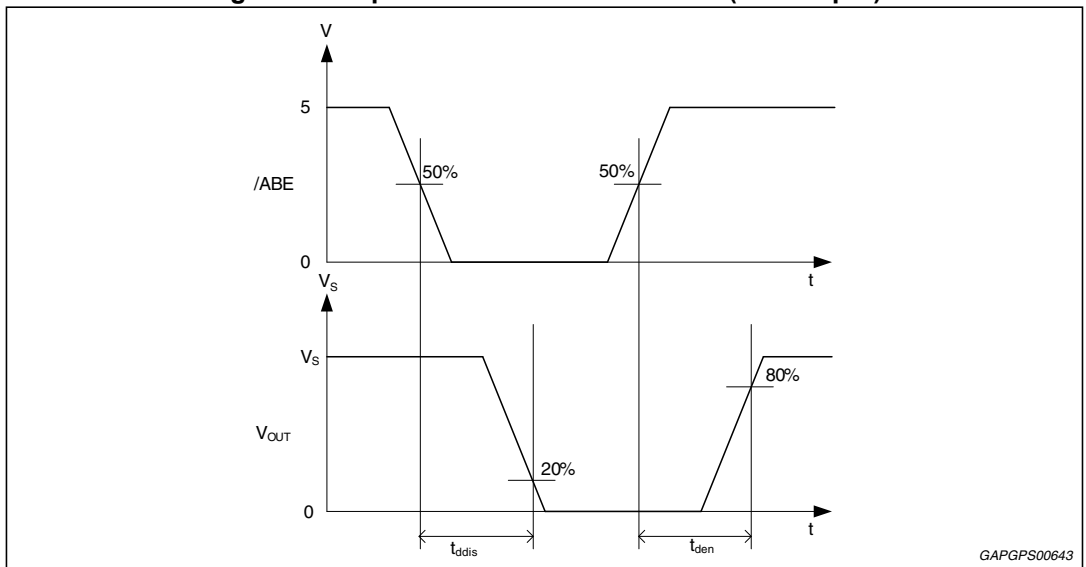 V
5
50%
50%
/ABE
0
t
VS
VS
80%
VOUT
20%
0
t
tddis
tden
GAPGPS00643